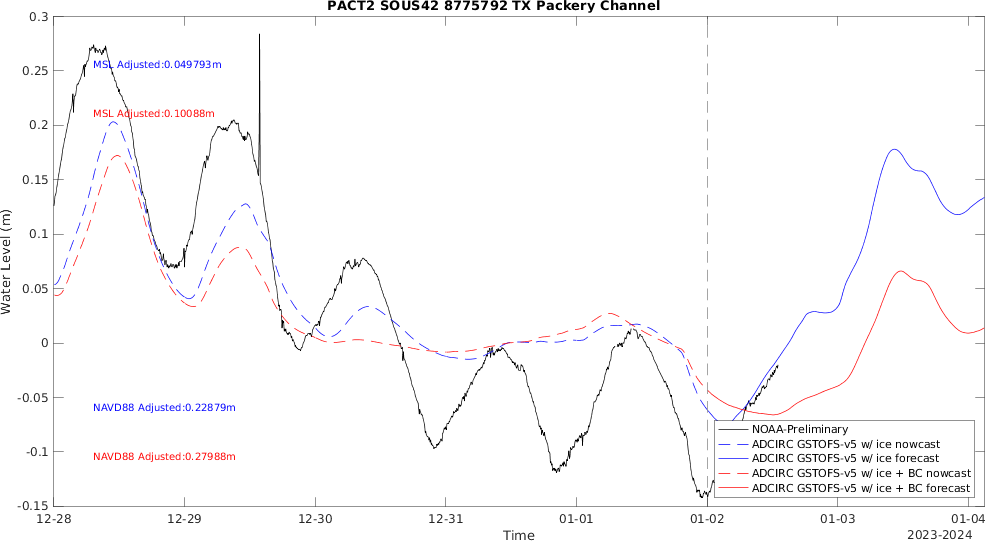 PACT2 SOUS42 8775792 TX Packery Channel
0.3
0.25
0.2
0.15
0.1
0.05
0
-0.05
-0.1
-0.15
Water Level (m)
MSL Adjusted:0.049793m
MSL Adjusted:0.10088m
NAVD88 Adjusted:0.22879m
NAVD88 Adjusted:0.27988m
NOAA-Preliminary
ADCIRC GSTOFS-v5 w/ ice nowcast
ADCIRC GSTOFS-v5 w/ ice forecast
ADCIRC GSTOFS-v5 w/ ice + BC nowcast
ADCIRC GSTOFS-v5 w/ ice + BC forecast
12-28 12-29 12-30 12-31 01-01 01-02 01-03 01-04
Time
2023-2024